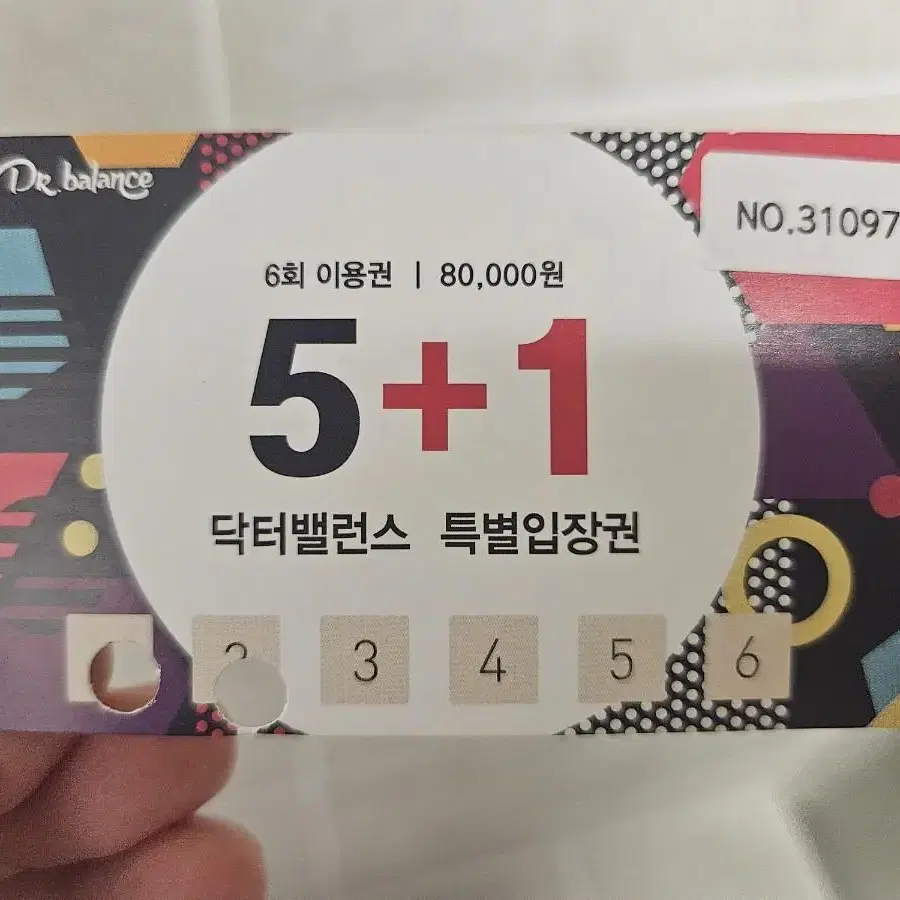 Dr. balance
NO.31097
6회 이용권 | 80,000원
5+1
닥터밸런스 특별입장권
3 4 5 6